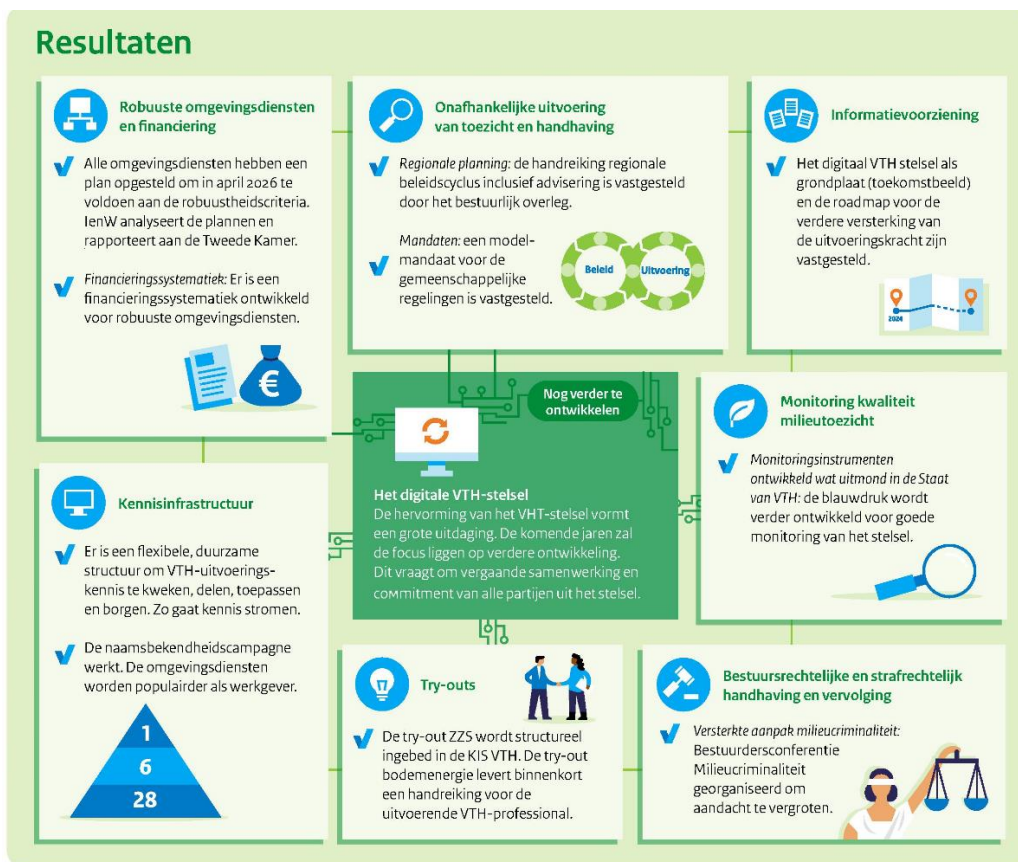 Resultaten
Robuuste omgevingsdiensten
en financiering
Alle omgevingsdiensten hebben een
plan opgesteld om in april 2026 te
voldoen aan de robuustheidscriteria.
IenW analyseert de plannen en
rapporteert aan de Tweede Kamer.
Financieringssystematiek: Er is een
financieringssystematiek ontwikkeld
voor robuuste omgevingsdiensten.
€
Onafhankelijke uitvoering
van toezicht en handhaving
Regionale planning: de handreiking regionale
beleidscyclus inclusief advisering is vastgesteld
door het bestuurlijk overleg.
Mandaten: een model-
mandaat voor de
gemeenschappelijke
regelingen is vastgesteld.
Beleid
Uitvoering
Informatievoorziening
Het digitaal VTH stelsel als
grondplaat (toekomstbeeld)
en de roadmap voor de
verdere versterking van
de uitvoeringskracht zijn
vastgesteld.
2024
Nog verder te
ontwikkelen
Het digitale VTH-stelsel
De hervorming van het VHT-stelsel vormt
een grote uitdaging. De komende jaren zal
de focus liggen op verdere ontwikkeling.
Dit vraagt om vergaande samenwerking en
commitment van alle partijen uit het stelsel.
Monitoring kwaliteit
milieutoezicht
Monitoringsinstrumenten
ontwikkeld wat uitmond in de Staat
van VTH: de blauwdruk wordt
verder ontwikkeld voor goede
monitoring van het stelsel.
Kennisinfrastructuur
Er is een flexibele, duurzame
structuur om VTH-uitvoerings-
kennis te kweken, delen, toepassen
en borgen. Zo gaat kennis stromen.
De naamsbekendheidscampagne
werkt. De omgevingsdiensten
worden populairder als werkgever.
1
6
28
Try-outs
De try-out ZZS wordt structureel
ingebed in de KIS VTH. De try-out
bodemenergie levert binnenkort
een handreiking voor de
uitvoerende VTH-professional.
Bestuursrechtelijke en strafrechtelijk
handhaving en vervolging
Versterkte aanpak milieucriminaliteit:
Bestuurdersconferentie
Milieucriminaliteit
georganiseerd om
aandacht te vergroten.